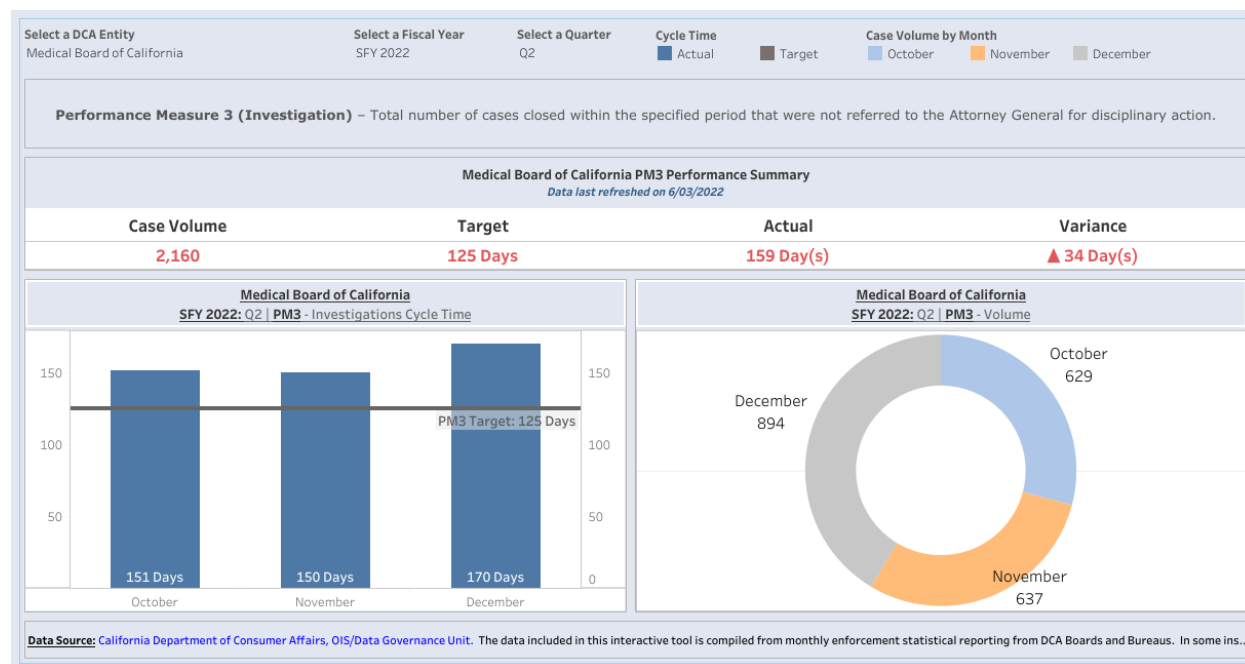 Select a DCA Entity
Medical Board of California
Select a Fiscal Year
SFY 2022
Select a Quarter
Q2
Cycle Time
Actual Target
Case Volume by Month
October November December
Performance Measure 3 (Investigation) – Total number of cases closed within the specified period that were not referred to the Attorney General for disciplinary action.
Medical Board of California PM3 Performance Summary
Data last refreshed on 6/03/2022
Case Volume Target Actual Variance
2,160 125 Days 159 Day(s) ▲ 34 Day(s)
Medical Board of California
SFY 2022: Q2 | PM3 - Investigations Cycle Time
150
100
50
PM3 Target: 125 Days
151 Days 150 Days 170 Days
October November December
150
100
50
0
Medical Board of California
SFY 2022: Q2 | PM3 - Volume
October
629
December
894
November
637
Data Source: California Department of Consumer Affairs, OIS/Data Governance Unit. The data included in this interactive tool is compiled from monthly enforcement statistical reporting from DCA Boards and Bureaus. In some ins..